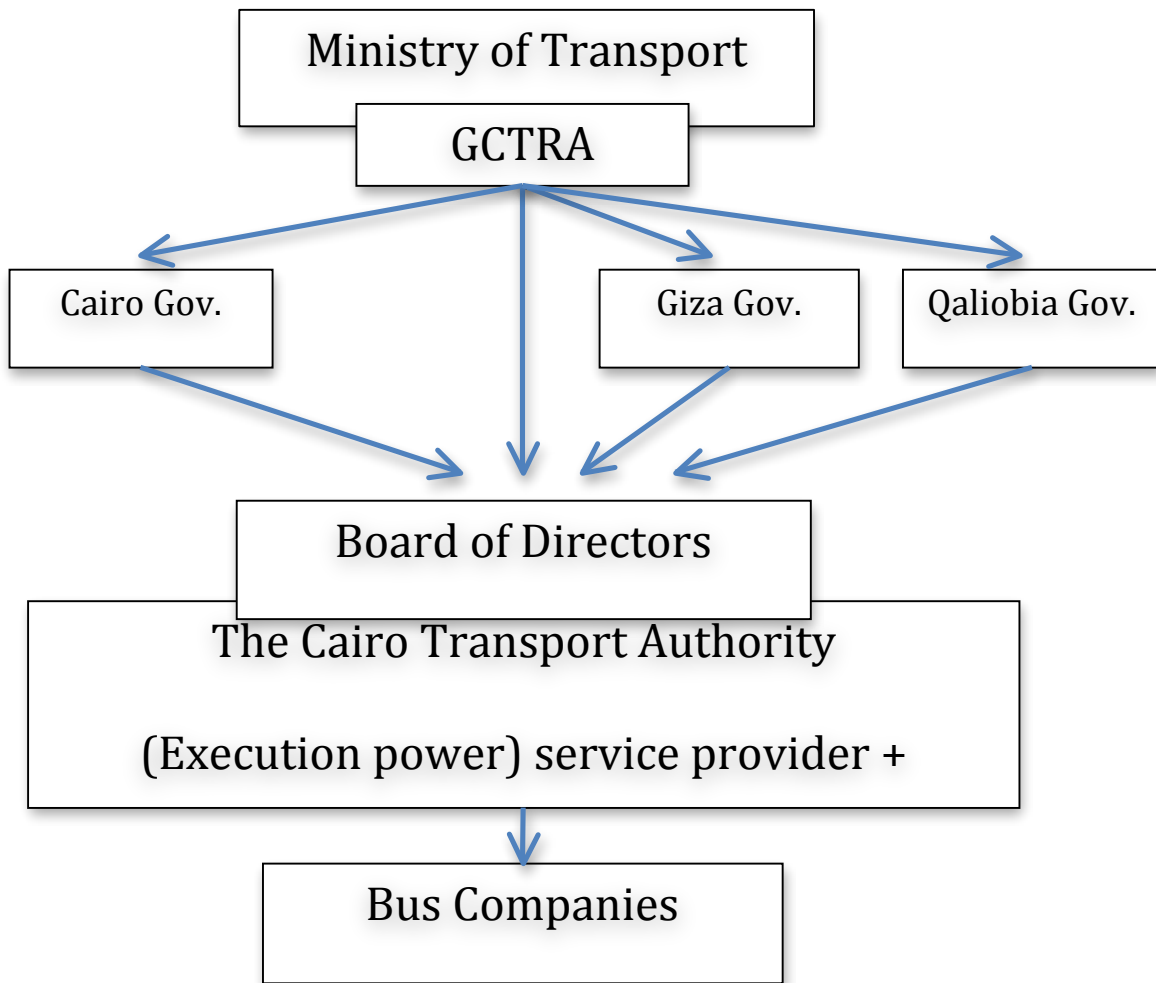 Ministry of Transport
GCTRA
Cairo Gov.
Giza Gov.
Qaliobia Gov.
Board of Directors
The Cairo Transport Authority
(Execution power) service provider +
Bus Companies